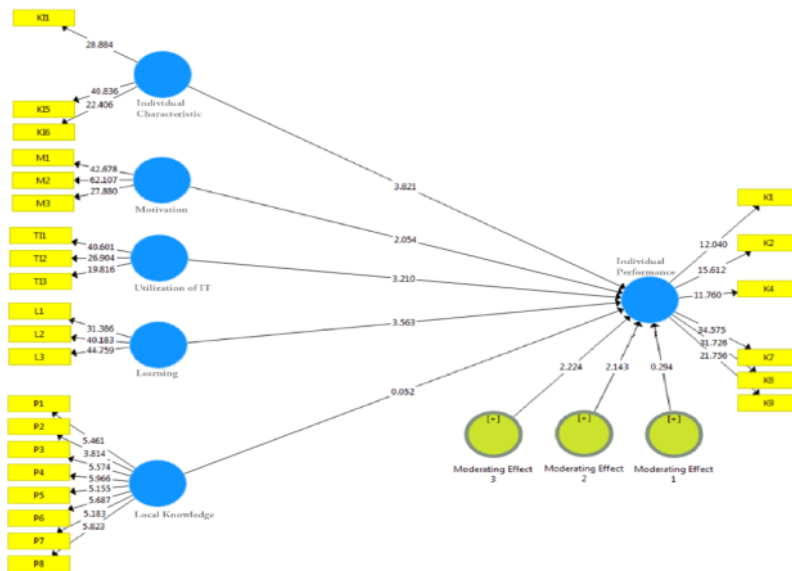 KI1
28.884
KI5
40.836
KI6
22.406
Individual
Characteristic
M1
42.678
M2
62.107
M3
27.880
Motivation
TI1
40.601
TI2
26.904
TI3
19.816
Utilization of IT
L1
31.386
L2
40.183
L3
44.759
Learning
P1
5.461
P2
3.814
P3
5.574
P4
5.966
P5
5.155
P6
5.687
P7
5.183
P8
5.823
Local Knowledge
3.821
2.054
3.210
3.563
0.052
Individual
Performance
K1
12.040
K2
15.612
K4
11.760
K7
34.575
K8
31.726
K9
21.756
2.224
2.143
0.294
[+]
[+]
[+]
Moderating Effect
3
Moderating Effect
2
Moderating Effect
1